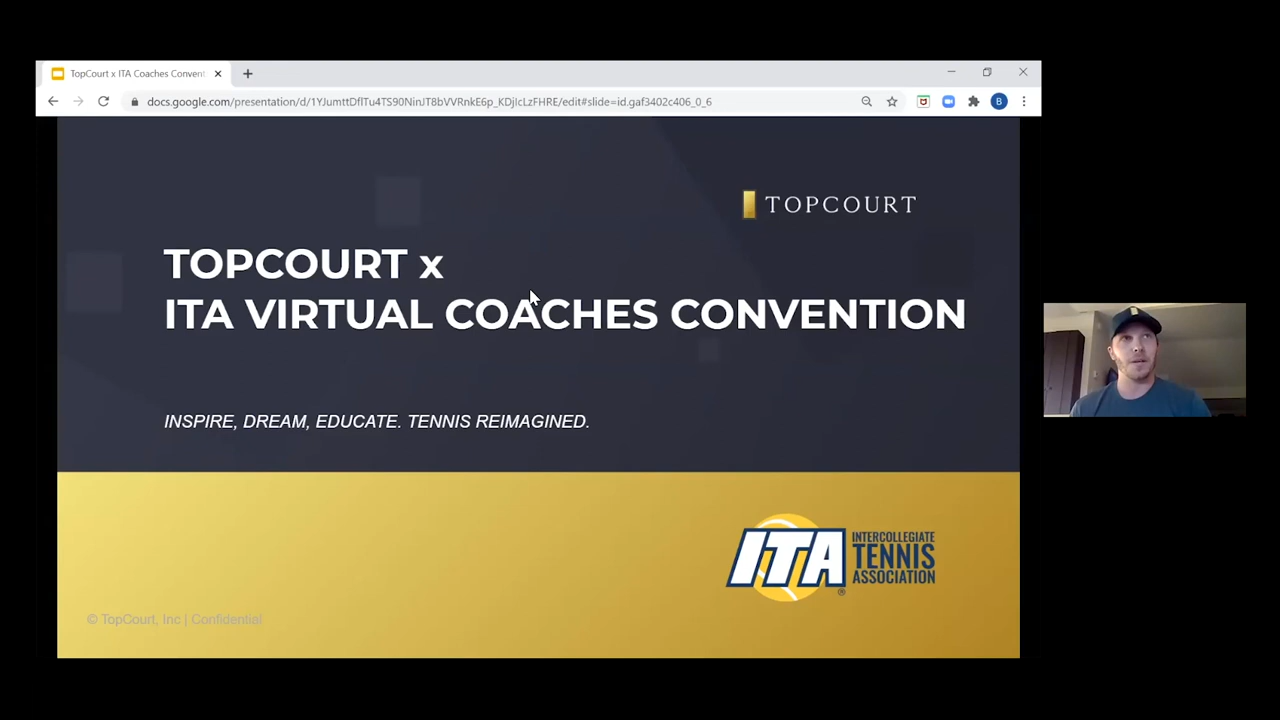 TopCourt x ITA Coaches Convent
docs.google.com/presentation/d/1YJumttDflTu4TS90NinJT8bVVRnkE6p_KDjIcLzFHRE/edit#slide=id.gaf3402c406_0_6
B
TOPCOURT
TOPCOURT x
ITA VIRTUAL COACHES CONVENTION
INSPIRE, DREAM, EDUCATE. TENNIS REIMAGINED.
ITA
INTERCOLLEGIATE
TENNIS
ASSOCIATION
®
© TopCourt, Inc | Confidential